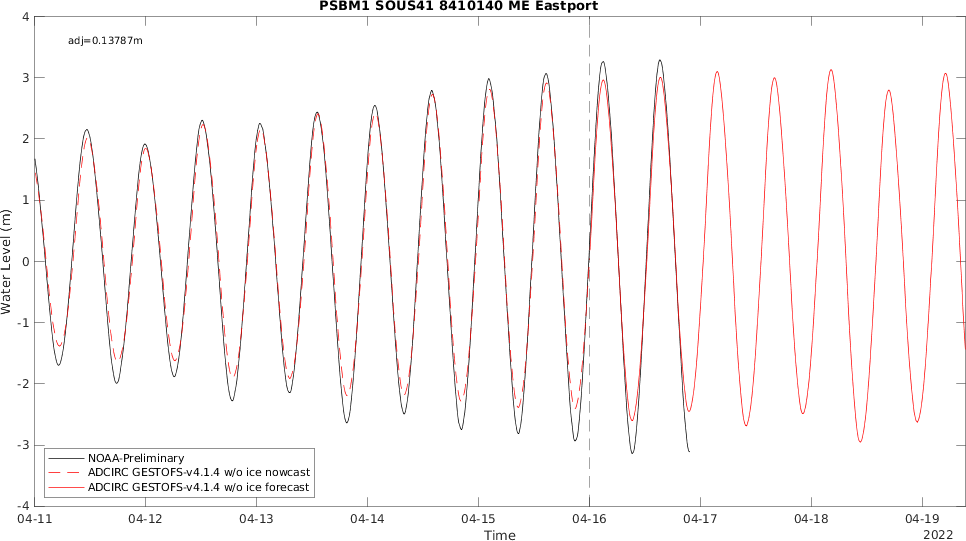 PSBM1 SOUS41 8410140 ME Eastport
adj=0.13787m
4
3
2
1
0
-1
-2
-3
-4
Water Level (m)
NOAA-Preliminary
ADCIRC GESTOFS-v4.1.4 w/o ice nowcast
ADCIRC GESTOFS-v4.1.4 w/o ice forecast
04-11 04-12 04-13 04-14 04-15 04-16 04-17 04-18 04-19
Time
2022